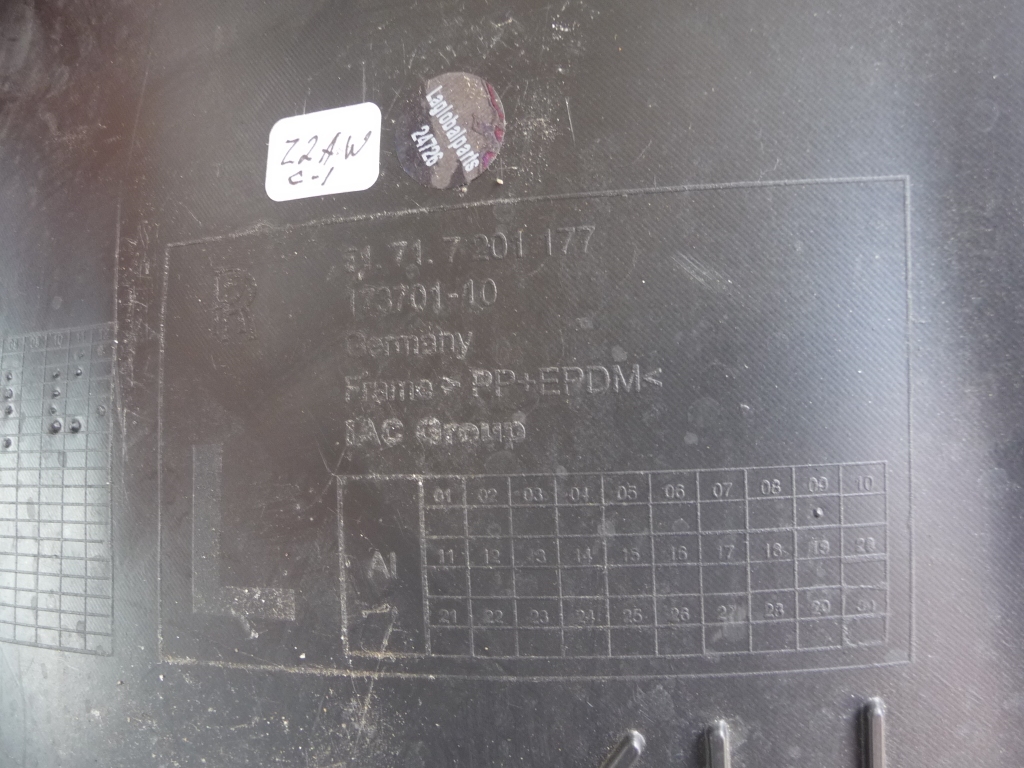 Z2AW
C-1
24726
51. 71. 7 201 177
173701-10
Germany
Frame > PP+EPDM<
IAC Group
L
AI
01 02 03 04 05 06 07 08 09 10
11 12 13 14 15 16 17 18 19 20
21 22 23 24 25 26 27 28 29 30